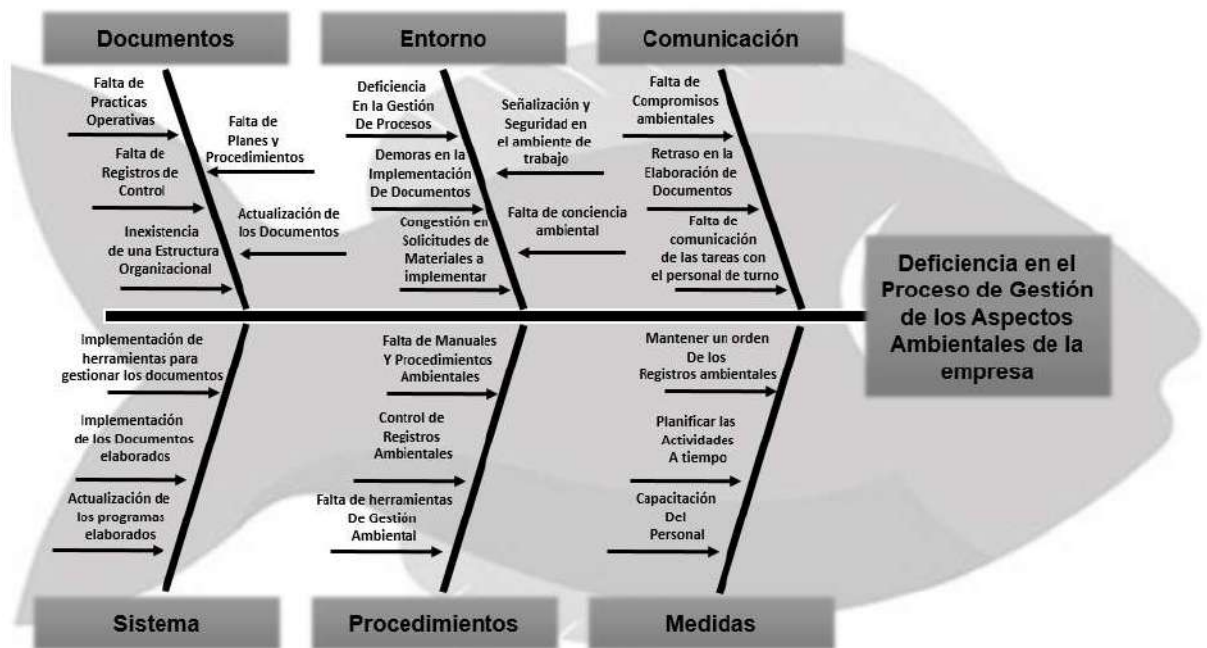 Documentos
Entorno
Comunicación
Falta de
Practicas
Operativas
Falta de
Planes y
Procedimientos
Falta de
Registros de
Control
Actualización de
los Documentos
Inexistencia
de una Estructura
Organizacional
Deficiencia
En la Gestión
De Procesos
Señalización y
Seguridad en
el ambiente de
trabajo
Demoras en la
Implementación
De Documentos
Falta de conciencia
ambiental
Congestión en
Solicitudes de
Materiales a
implementar
Falta de
Compromisos
ambientales
Retraso en la
Elaboración de
Documentos
Falta de
comunicación
de las tareas con
el personal de turno
Deficiencia en el
Proceso de Gestión
de los Aspectos
Ambientales de la
empresa
Implementación de
herramientas para
gestionar los documentos
Implementación
de los Documentos
elaborados
Actualización de
los programas
elaborados
Falta de Manuales
Y Procedimientos
Ambientales
Control de
Registros
Ambientales
Falta de herramientas
De Gestión
Ambiental
Mantener un orden
De los
Registros ambientales
Planificar las
Actividades
A tiempo
Capacitación
Del
Personal
Sistema
Procedimientos
Medidas